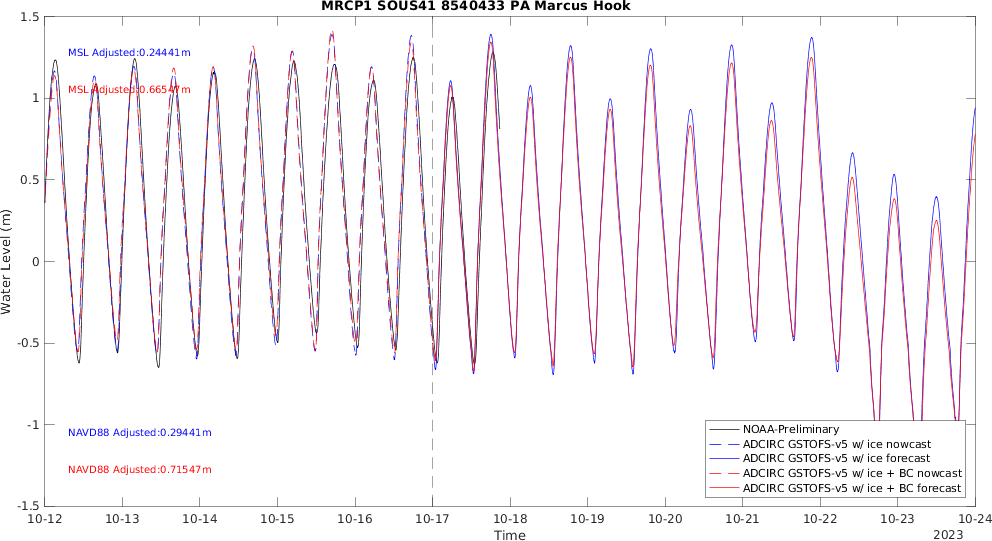 MRCP1 SOUS41 8540433 PA Marcus Hook
1.5
MSL Adjusted:0.24441m
MSL Adjusted:0.66547m
1
0.5
Water Level (m)
0
-0.5
-1
NAVD88 Adjusted:0.29441m
NAVD88 Adjusted:0.71547m
NOAA-Preliminary
ADCIRC GSTOFS-v5 w/ ice nowcast
ADCIRC GSTOFS-v5 w/ ice forecast
ADCIRC GSTOFS-v5 w/ ice + BC nowcast
ADCIRC GSTOFS-v5 w/ ice + BC forecast
-1.5
10-12 10-13 10-14 10-15 10-16 10-17 10-18 10-19 10-20 10-21 10-22 10-23 10-24
Time
2023